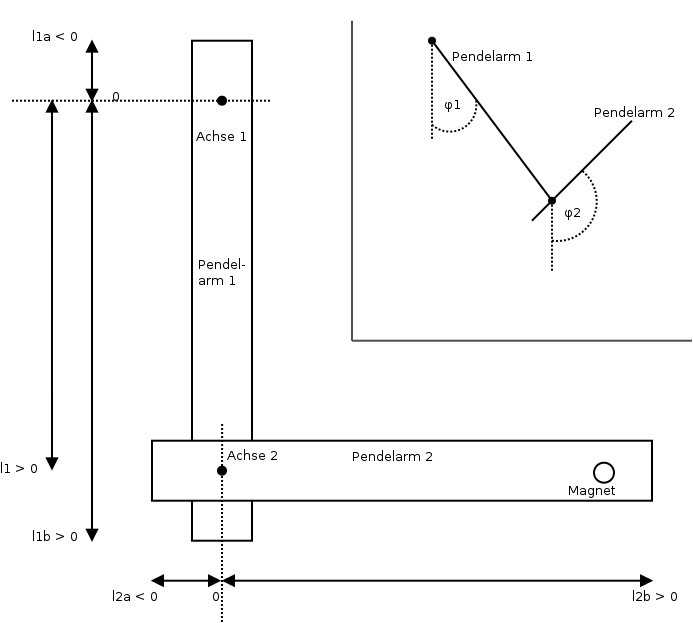 l1a < 0
0
Achse 1
Pendel-
arm 1
Pendelarm 1
φ1
Pendelarm 2
φ2
l1 > 0
l1b > 0
Achse 2
Pendelarm 2
Magnet
l2a < 0
0
l2b > 0